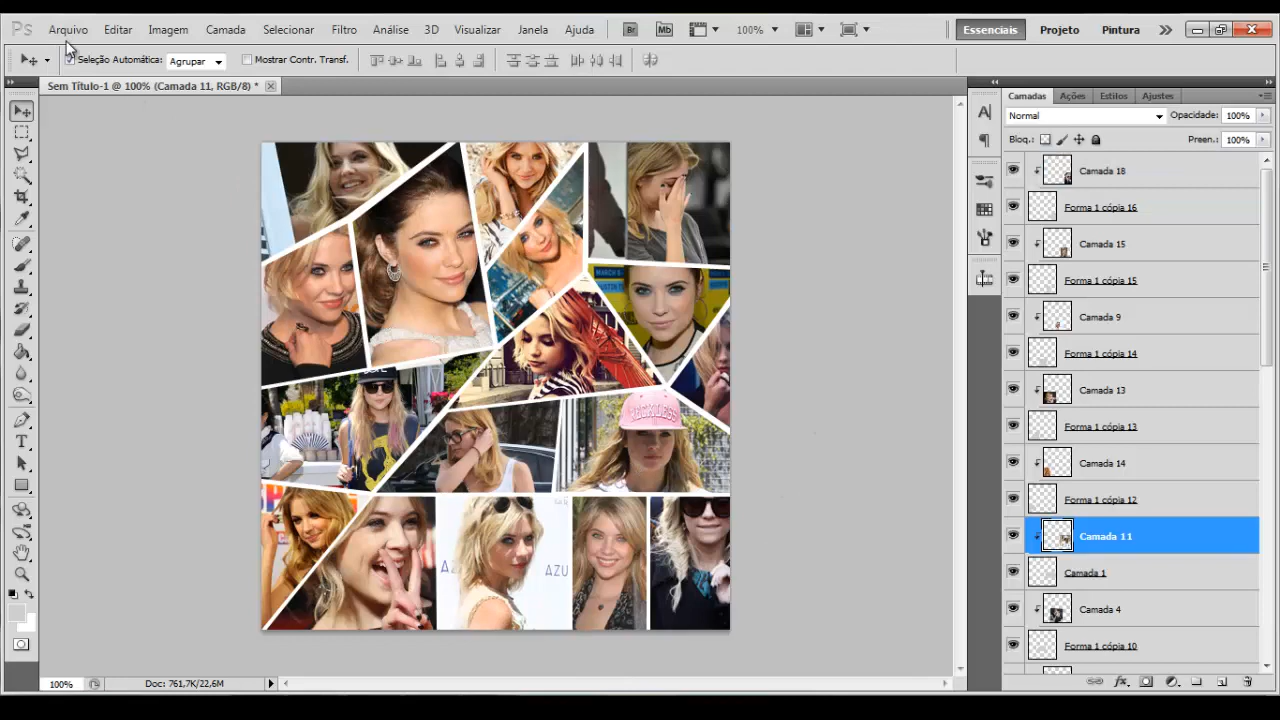 Ps Arquivo Editar Imagem Camada Selecionar Filtro Análise 3D Visualizar Janela Ajuda Br Mb 100% Essenciais Projeto Pintura
Seleção Automática: Agrupar Mostrar Contr. Transf.
Sem Título-1 @ 100% (Camada 11, RGB/8) *
Camadas Ações Estilos Ajustes
Normal Opacidade: 100%
Bloq.: Preen.: 100%
Camada 18
Forma 1 cópia 16
Camada 15
Forma 1 cópia 15
Camada 9
Forma 1 cópia 14
Camada 13
Forma 1 cópia 13
Camada 14
Forma 1 cópia 12
Camada 11
Camada 1
Camada 4
Forma 1 cópia 10
RECKLESS
AZU
100% Doc: 761,7K/22,6M